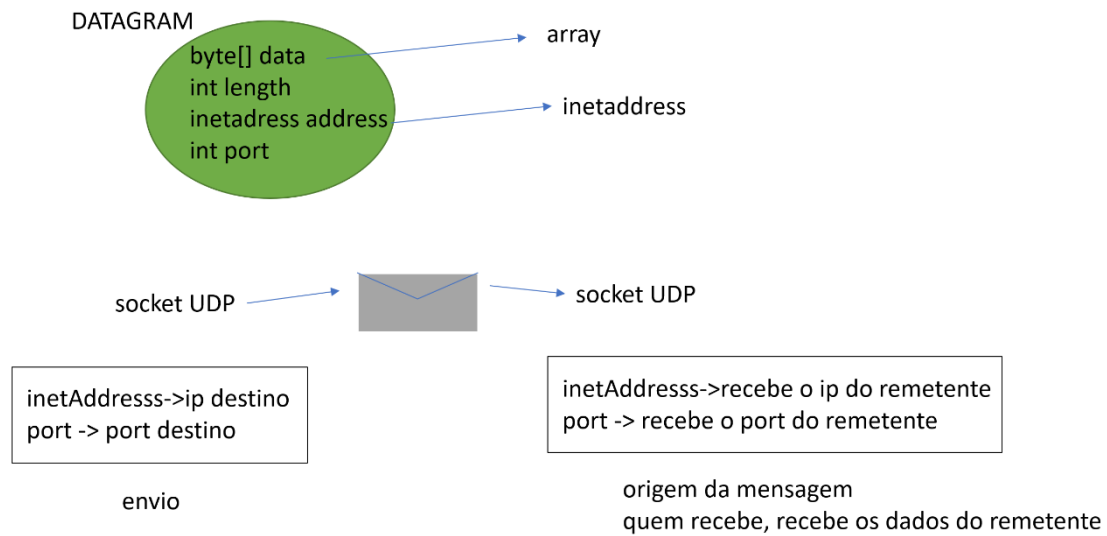 DATAGRAM
byte[] data
array
int length
inetadress address
inetaddress
int port
socket UDP
socket UDP
inetAddresss->ip destino
port -> port destino
inetAddresss->recebe o ip do remetente
port -> recebe o port do remetente
envio
origem da mensagem
quem recebe, recebe os dados do remetente